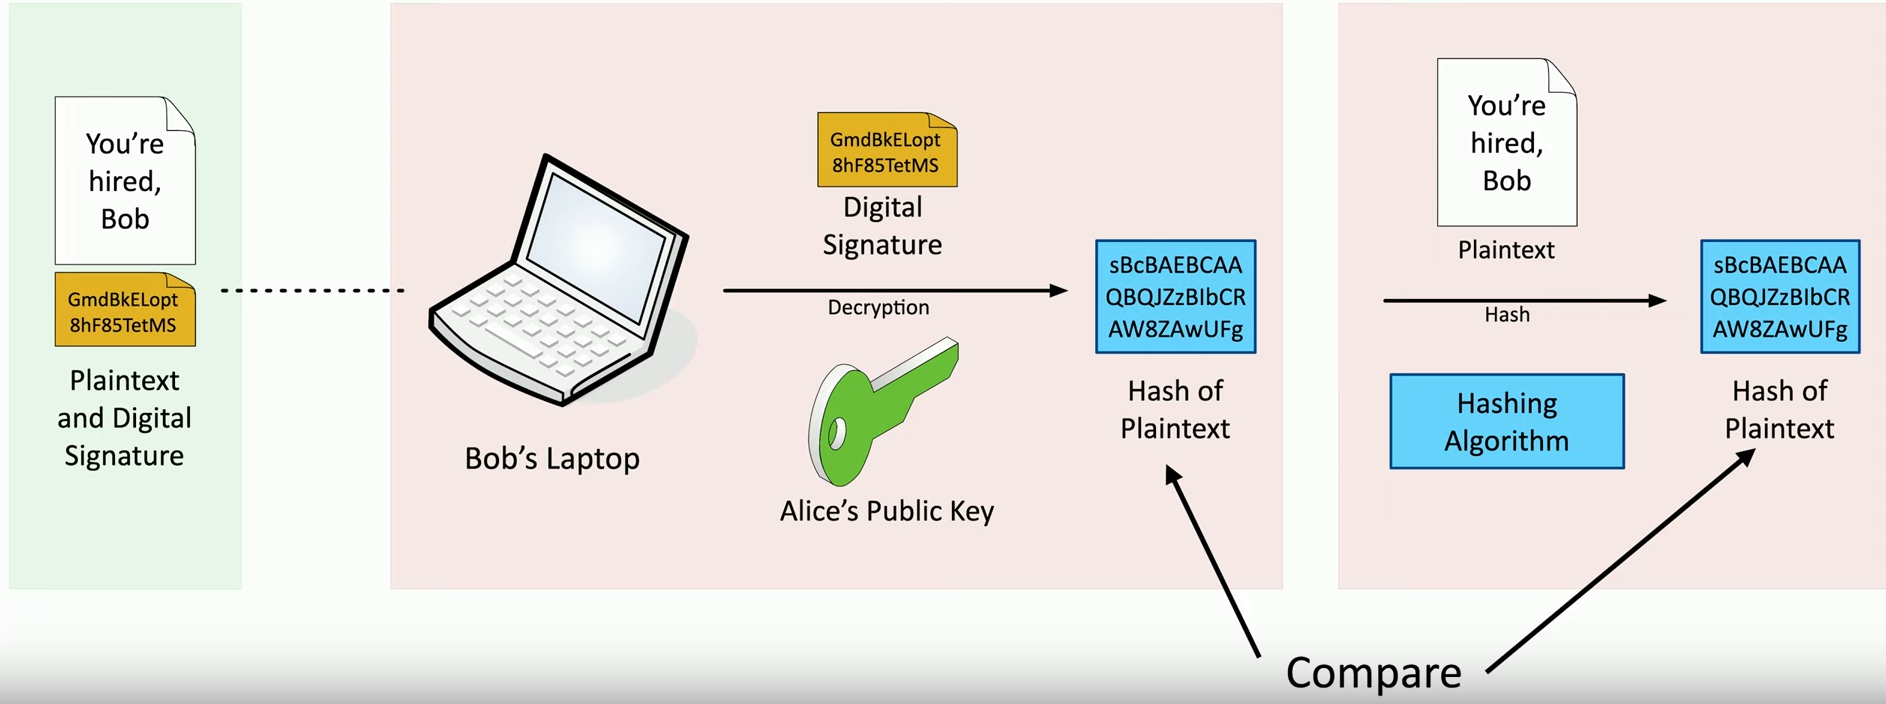 You're
hired,
Bob
GmdBkELopt
8hF85TetMS
Plaintext
and Digital
Signature
Bob's Laptop
GmdBkELopt
8hF85TetMS
Digital
Signature
Decryption
Alice's Public Key
sBcBAEBCAA
QBQJZzBIbCR
AW8ZAwUFg
Hash of
Plaintext
You're
hired,
Bob
Plaintext
Hash
Hashing
Algorithm
sBcBAEBCAA
QBQJZzBIbCR
AW8ZAwUFg
Hash of
Plaintext
Compare